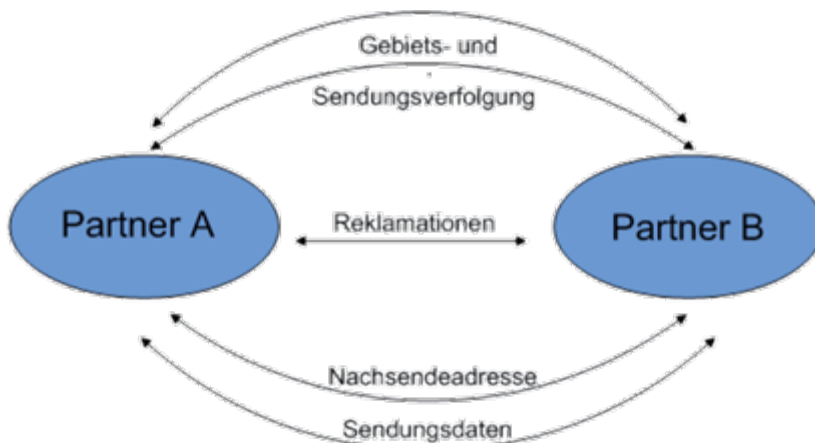 Gebiets- und
Sendungsverfolgung
Partner A
Reklamationen
Partner B
Nachsendeadresse
Sendungsdaten